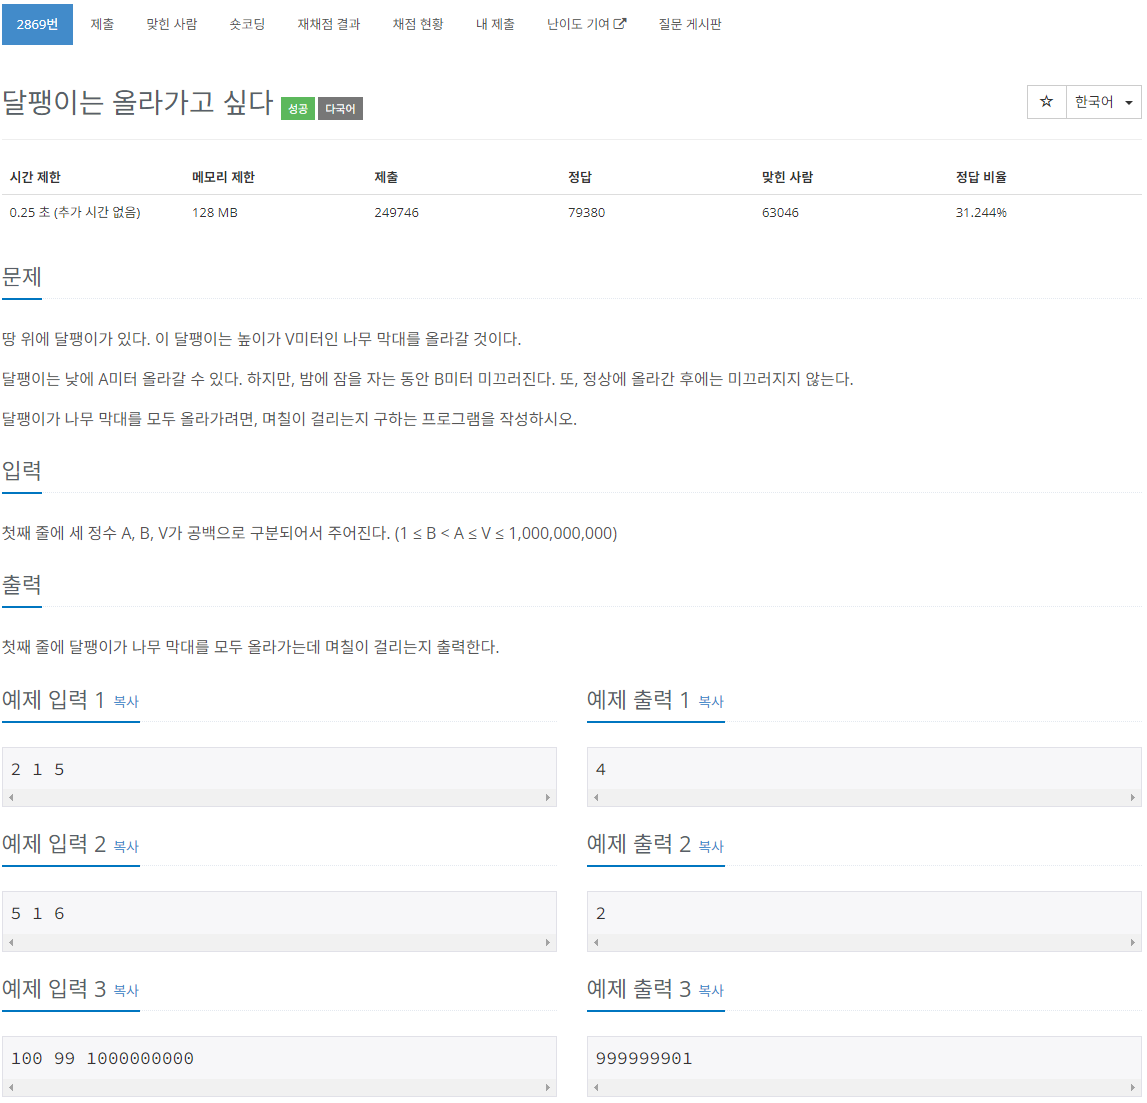 2869번 제출 맞힌 사람 숏코딩 재채점 결과 채점 현황 내 제출 난이도 기여 질문 게시판
달팽이는 올라가고 싶다 성공 다국어
☆ 한국어
시간 제한 메모리 제한 제출 정답 맞힌 사람 정답 비율
0.25 초 (추가 시간 없음) 128 MB 249746 79380 63046 31.244%
문제
땅 위에 달팽이가 있다. 이 달팽이는 높이가 V미터인 나무 막대를 올라갈 것이다.
달팽이는 낮에 A미터 올라갈 수 있다. 하지만, 밤에 잠을 자는 동안 B미터 미끄러진다. 또, 정상에 올라간 후에는 미끄러지지 않는다.
달팽이가 나무 막대를 모두 올라가려면, 며칠이 걸리는지 구하는 프로그램을 작성하시오.
입력
첫째 줄에 세 정수 A, B, V가 공백으로 구분되어서 주어진다. (1 ≤ B < A ≤ V ≤ 1,000,000,000)
출력
첫째 줄에 달팽이가 나무 막대를 모두 올라가는데 며칠이 걸리는지 출력한다.
예제 입력 1 복사
2 1 5
예제 출력 1 복사
4
예제 입력 2 복사
5 1 6
예제 출력 2 복사
2
예제 입력 3 복사
100 99 1000000000
예제 출력 3 복사
999999901